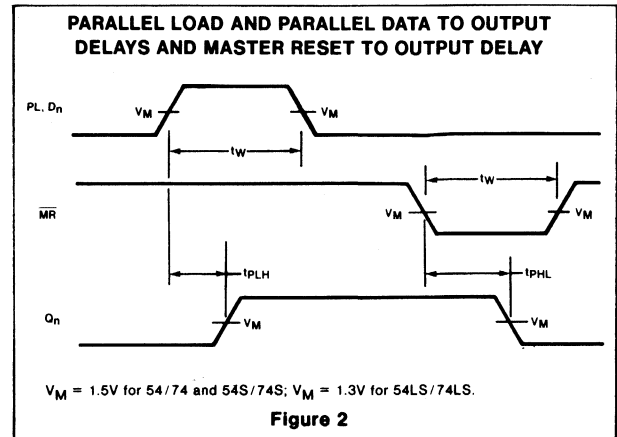 PARALLEL LOAD AND PARALLEL DATA TO OUTPUT
DELAYS AND MASTER RESET TO OUTPUT DELAY
PL, Dn
VM
VM
tW
tW
MR
VM
VM
tPLH
tPHL
Qn
VM
VM
VM = 1.5V for 54/74 and 54S/74S; VM = 1.3V for 54LS/74LS.
Figure 2